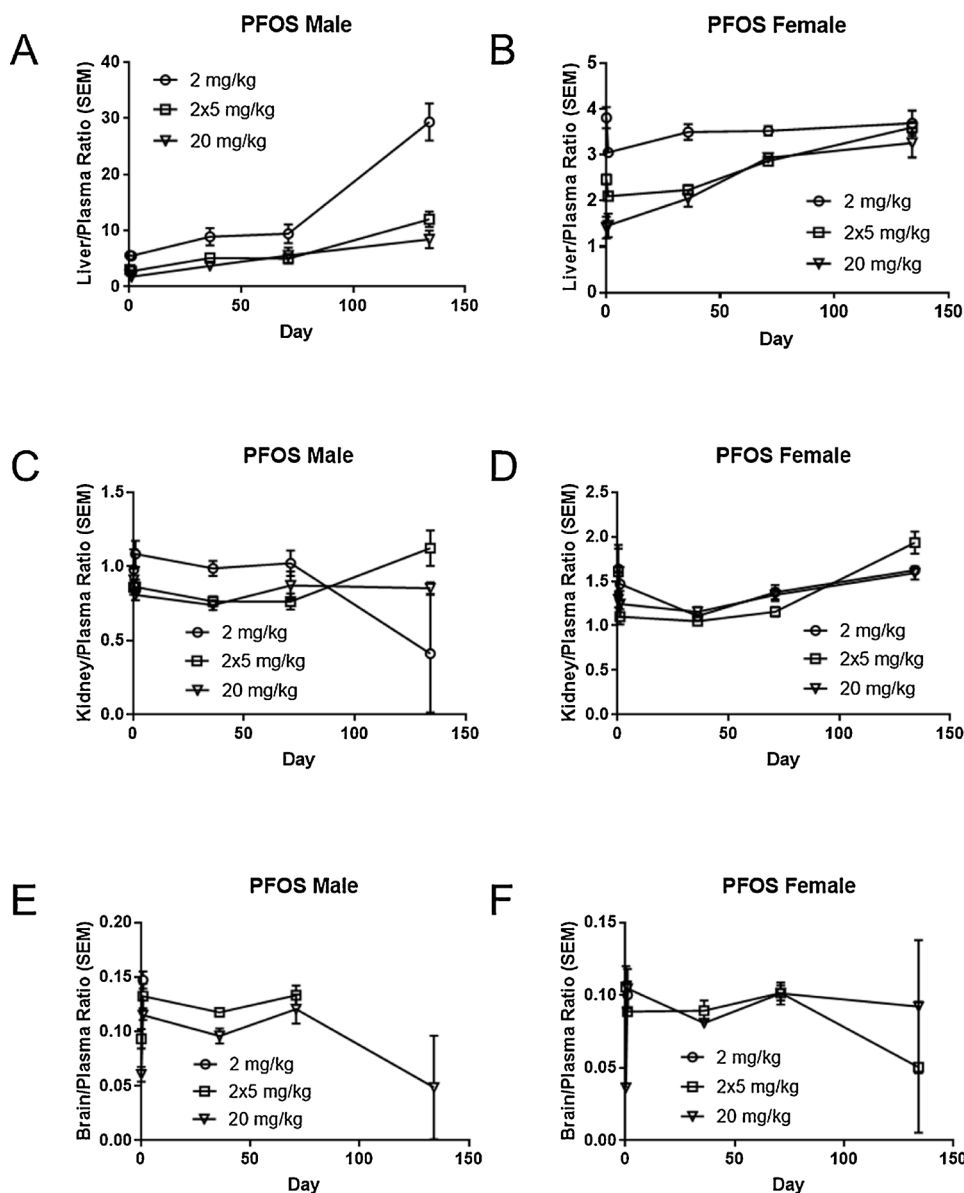 PFOS Male
A
Liver/Plasma Ratio (SEM)
40
30
20
10
0
2 mg/kg
2x5 mg/kg
20 mg/kg
0
50
100
150
Day
PFOS Female
B
Liver/Plasma Ratio (SEM)
5
4
3
2
1
0
2 mg/kg
2x5 mg/kg
20 mg/kg
0
50
100
150
Day
PFOS Male
C
Kidney/Plasma Ratio (SEM)
1.5
1.0
0.5
0.0
2 mg/kg
2x5 mg/kg
20 mg/kg
0
50
100
150
Day
PFOS Female
D
Kidney/Plasma Ratio (SEM)
2.5
2.0
1.5
1.0
0.5
0.0
2 mg/kg
2x5 mg/kg
20 mg/kg
0
50
100
150
Day
PFOS Male
E
Brain/Plasma Ratio (SEM)
0.20
0.15
0.10
0.05
0.00
2 mg/kg
2x5 mg/kg
20 mg/kg
0
50
100
150
Day
PFOS Female
F
Brain/Plasma Ratio (SEM)
0.15
0.10
0.05
0.00
2 mg/kg
2x5 mg/kg
20 mg/kg
0
50
100
150
Day